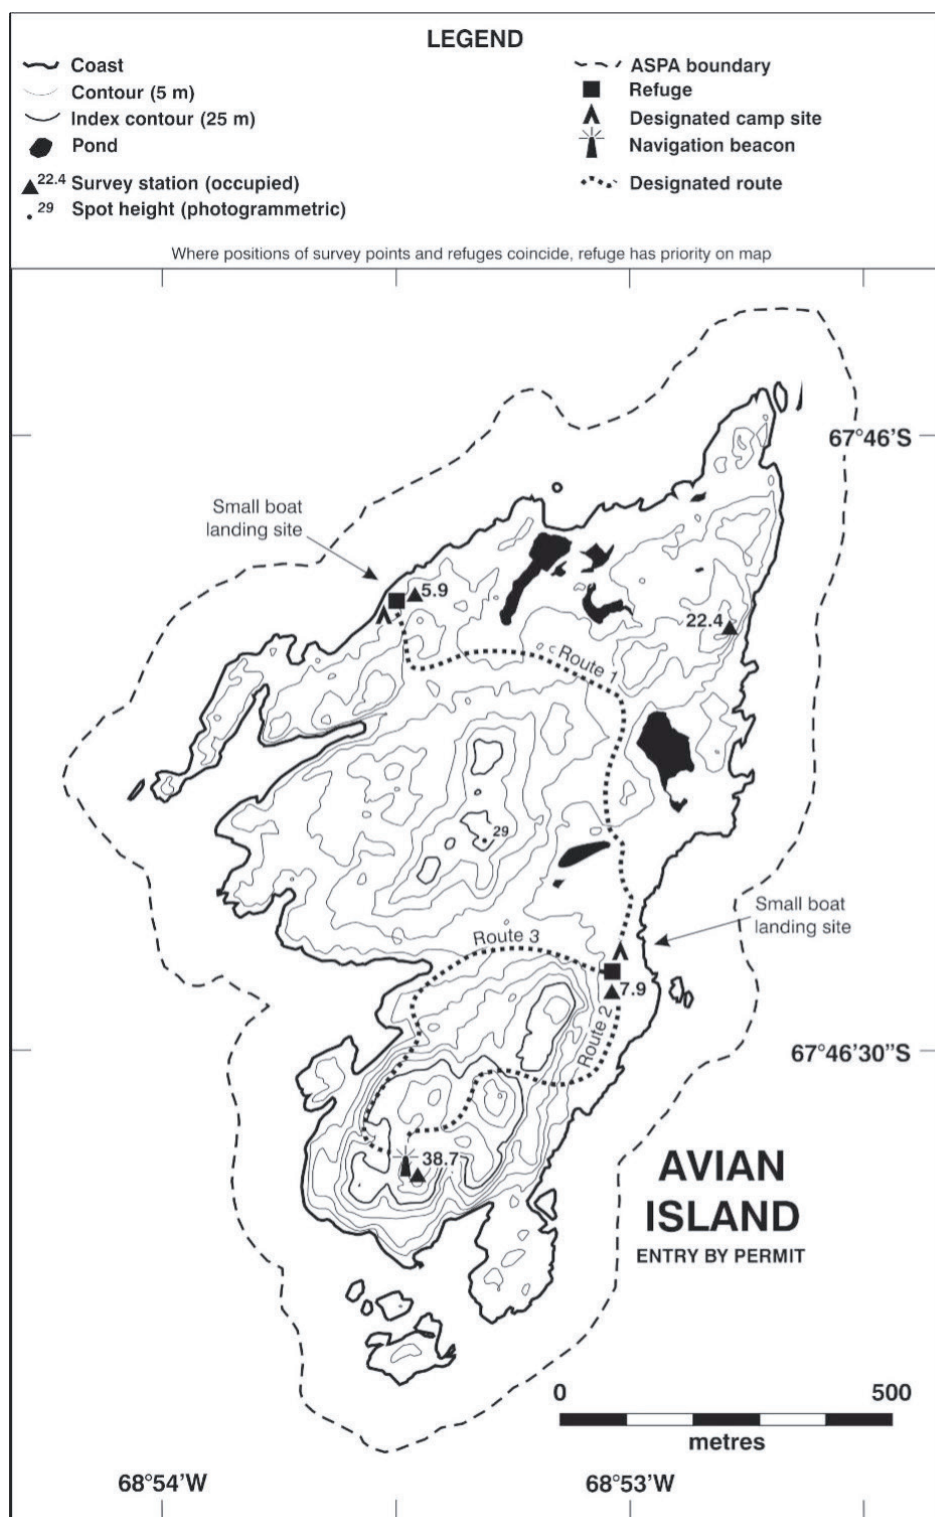 LEGEND
Coast
Contour (5 m)
Index contour (25 m)
Pond
22.4 Survey station (occupied)
29 Spot height (photogrammetric)
ASPA boundary
Refuge
Designated camp site
Navigation beacon
Designated route
Where positions of survey points and refuges coincide, refuge has priority on map
67°46'S
Small boat
landing site
5.9
22.4
Route 1
29
Small boat
landing site
Route 3
7.9
Route 2
67°46'30"S
38.7
AVIAN
ISLAND
ENTRY BY PERMIT
0 500
metres
68°54'W 68°53'W